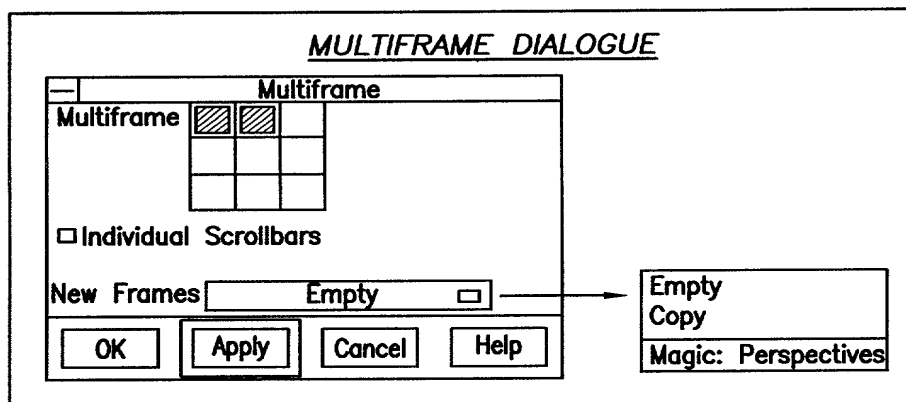 MULTIFRAME DIALOGUE
Multiframe
Multiframe
Individual Scrollbars
New Frames Empty
Empty
Copy
Magic: Perspectives
OK Apply Cancel Help